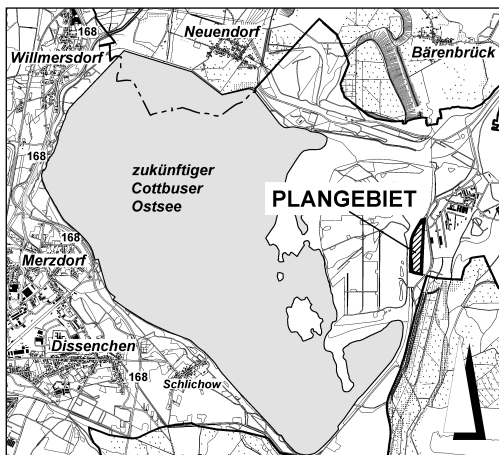 168
Neuendorf
Willmersdorf
Bärenbrück
168
zukünftiger
Cottbuser
Ostsee
PLANGEBIET
168
Merzdorf
Dissenchen
168
Schlichow